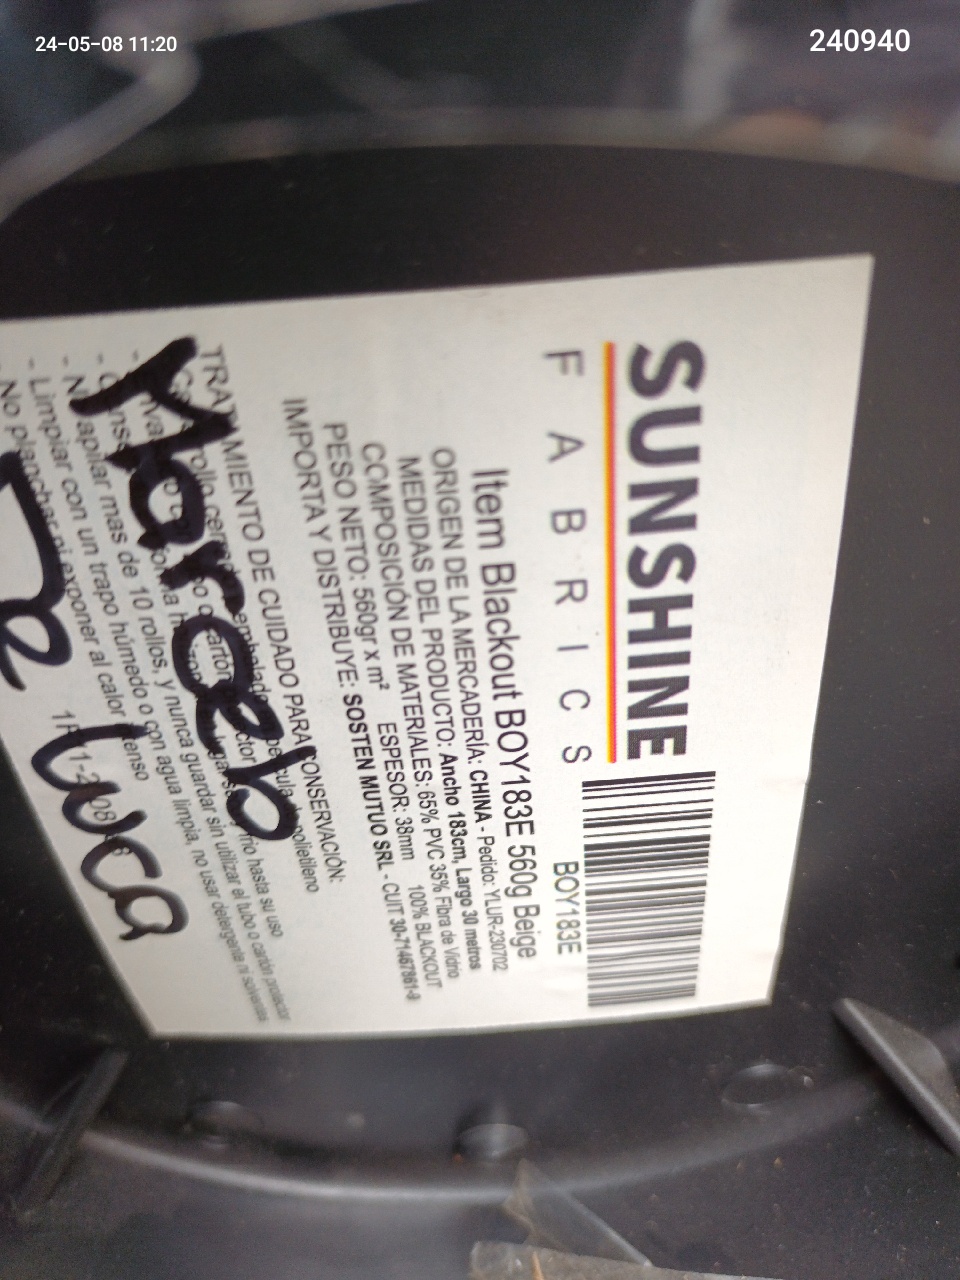 24-05-08 11:20
240940
SUNSHINE
F A B R I C S
BOY183E
Item Blackout BOY183E 560g Beige
ORIGEN DE LA MERCADERÍA: CHINA - Pedido: YLUR-230702
MEDIDAS DEL PRODUCTO: Ancho 183cm, Largo 30 metros
COMPOSICIÓN DE MATERIALES: 65% PVC 35% Fibra de Vidrio
PESO NETO: 560gr x m² ESPESOR: 38mm 100% BLACKOUT
IMPORTA Y DISTRIBUYE: SOSTEN MUTUO SRL - CUIT 30-71467861-9
TRATAMIENTO DE CUIDADO PARA CONSERVACIÓN:
polietileno
frio hasta su uso
- No apilar mas de 10 rollos, y nunca guardar sin utilizar el tubo o cartón protector
- Limpiar con un trapo húmedo o con agua limpia, no usar detergente ni solventes
- No planchar ni exponer al calor intenso
Marcelo
De Luca